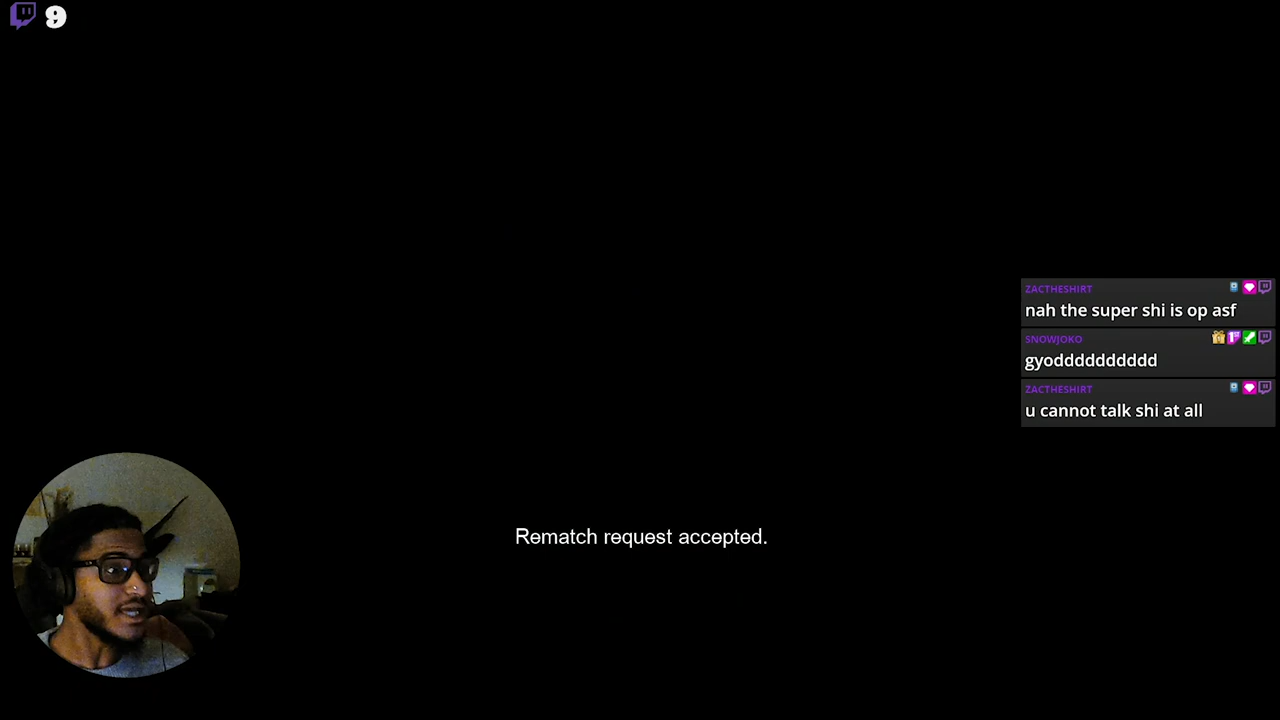 9
ZACTHESHIRT
nah the super shi is op asf
SNOWJOKO
gyodddddddddd
ZACTHESHIRT
u cannot talk shi at all
Rematch request accepted.